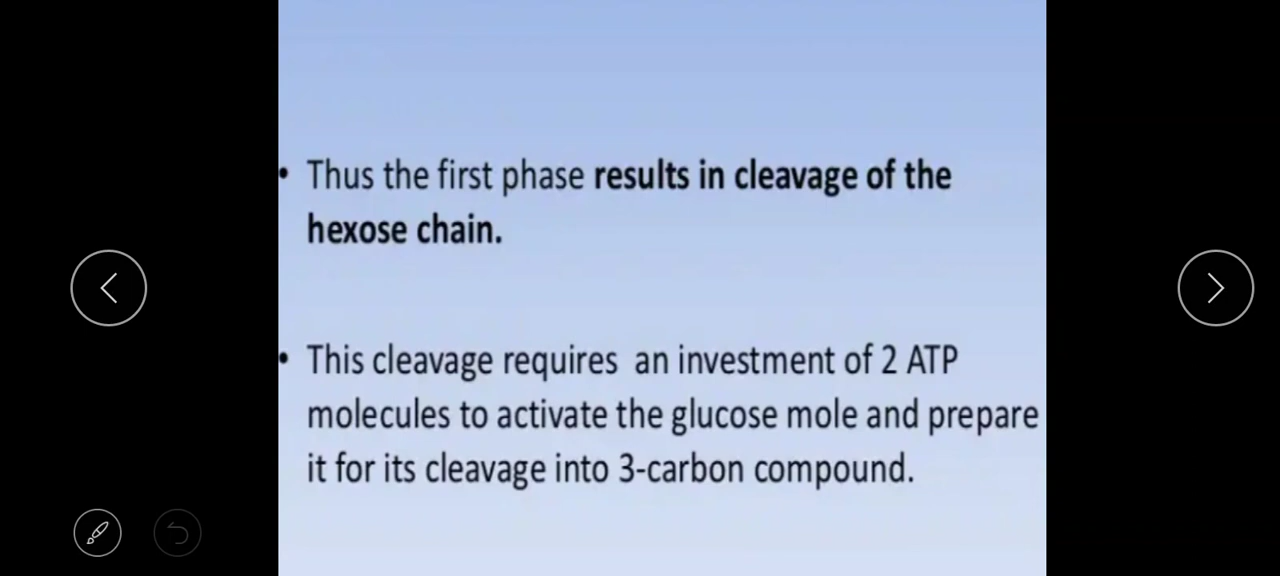 • Thus the first phase results in cleavage of the
hexose chain.
• This cleavage requires an investment of 2 ATP
molecules to activate the glucose mole and prepare
it for its cleavage into 3-carbon compound.